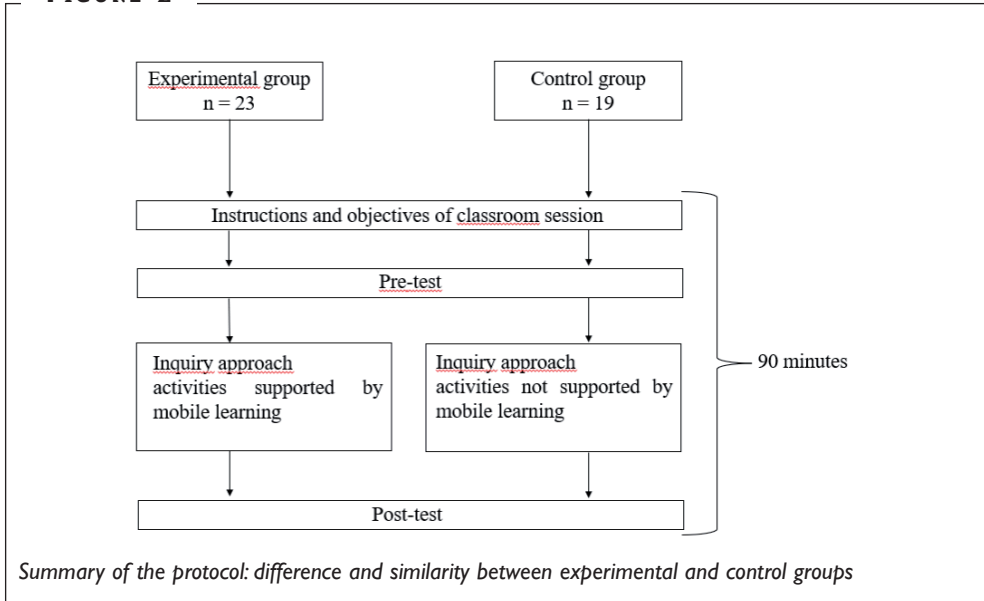 FIGURE 2
Experimental group
n = 23
Control group
n = 19
Instructions and objectives of classroom session
Pre-test
Inquiry approach
activities supported by
mobile learning
Inquiry approach
activities not supported by
mobile learning
90 minutes
Post-test
Summary of the protocol: difference and similarity between experimental and control groups